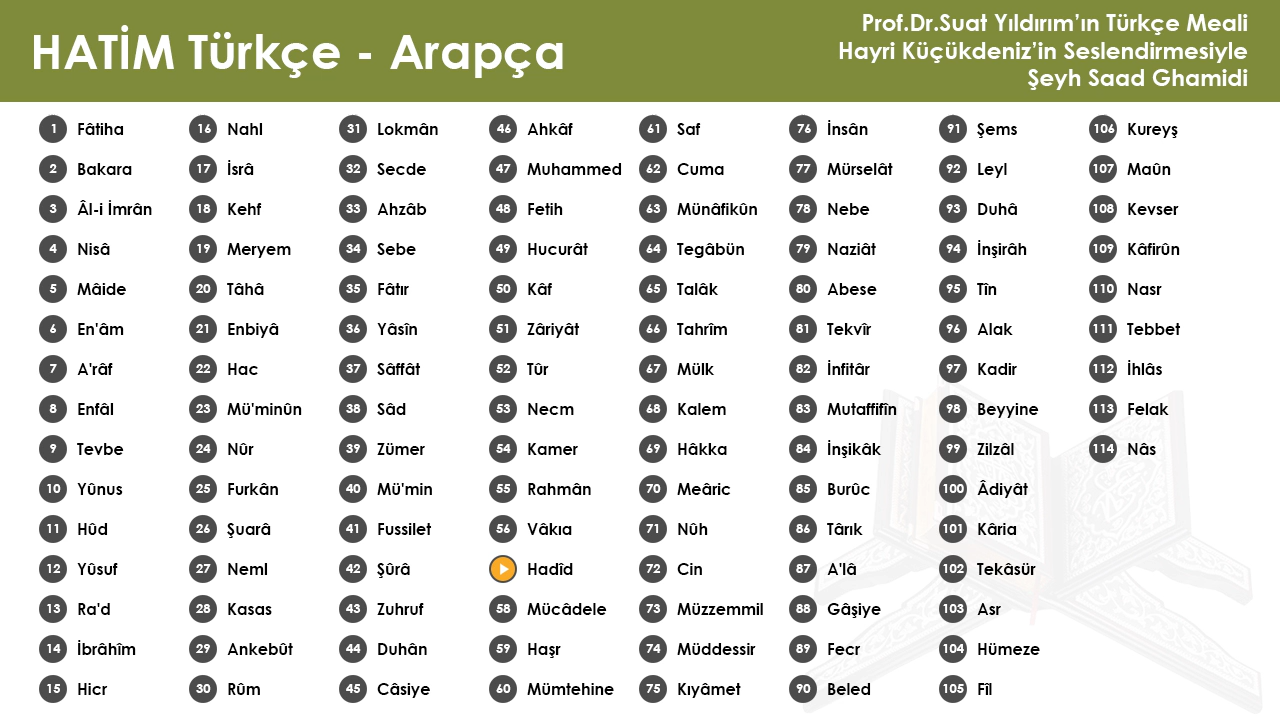 HATİM Türkçe - Arapça
Prof.Dr.Suat Yıldırım’ın Türkçe Meali
Hayri Küçükdeniz’in Seslendirmesiyle
Şeyh Saad Ghamidi
1 Fâtiha
2 Bakara
3 Âl-i İmrân
4 Nisâ
5 Mâide
6 En'âm
7 A'râf
8 Enfâl
9 Tevbe
10 Yûnus
11 Hûd
12 Yûsuf
13 Ra'd
14 İbrâhîm
15 Hicr
16 Nahl
17 İsrâ
18 Kehf
19 Meryem
20 Tâhâ
21 Enbiyâ
22 Hac
23 Mü'minûn
24 Nûr
25 Furkân
26 Şuarâ
27 Neml
28 Kasas
29 Ankebût
30 Rûm
31 Lokmân
32 Secde
33 Ahzâb
34 Sebe
35 Fâtır
36 Yâsîn
37 Sâffât
38 Sâd
39 Zümer
40 Mü'min
41 Fussilet
42 Şûrâ
43 Zuhruf
44 Duhân
45 Câsiye
46 Ahkâf
47 Muhammed
48 Fetih
49 Hucurât
50 Kâf
51 Zâriyât
52 Tûr
53 Necm
54 Kamer
55 Rahmân
56 Vâkıa
Hadîd
58 Mücâdele
59 Haşr
60 Mümtehine
61 Saf
62 Cuma
63 Münâfikûn
64 Tegâbün
65 Talâk
66 Tahrîm
67 Mülk
68 Kalem
69 Hâkka
70 Meâric
71 Nûh
72 Cin
73 Müzzemmil
74 Müddessir
75 Kıyâmet
76 İnsân
77 Mürselât
78 Nebe
79 Naziât
80 Abese
81 Tekvîr
82 İnfitâr
83 Mutaffifîn
84 İnşikâk
85 Burûc
86 Târık
87 A'lâ
88 Gâşiye
89 Fecr
90 Beled
91 Şems
92 Leyl
93 Duhâ
94 İnşirâh
95 Tîn
96 Alak
97 Kadir
98 Beyyine
99 Zilzâl
100 Âdiyât
101 Kâria
102 Tekâsür
103 Asr
104 Hümeze
105 Fîl
106 Kureyş
107 Maûn
108 Kevser
109 Kâfirûn
110 Nasr
111 Tebbet
112 İhlâs
113 Felak
114 Nâs